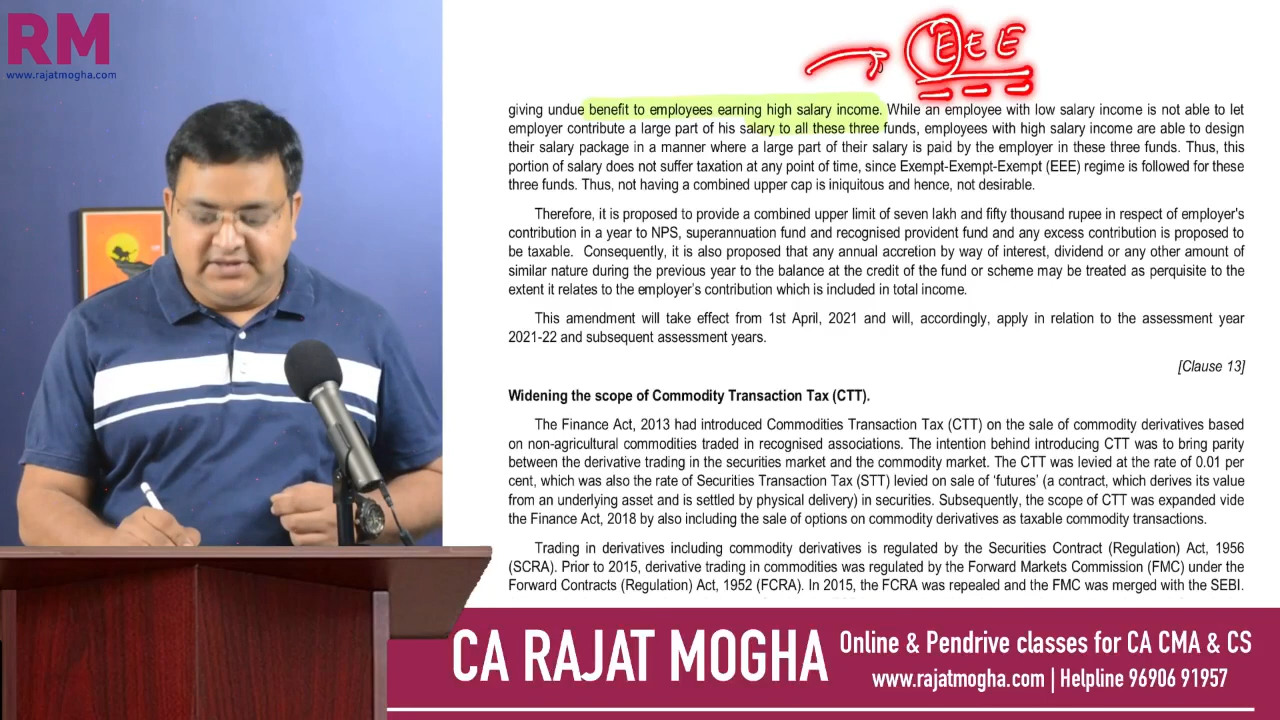 RM
www.rajatmogha.com
EEE
giving undue benefit to employees earning high salary income. While an employee with low salary income is not able to let
employer contribute a large part of his salary to all these three funds, employees with high salary income are able to design
their salary package in a manner where a large part of their salary is paid by the employer in these three funds. Thus, this
portion of salary does not suffer taxation at any point of time, since Exempt-Exempt-Exempt (EEE) regime is followed for these
three funds. Thus, not having a combined upper cap is iniquitous and hence, not desirable.
Therefore, it is proposed to provide a combined upper limit of seven lakh and fifty thousand rupee in respect of employer's
contribution in a year to NPS, superannuation fund and recognised provident fund and any excess contribution is proposed to
be taxable. Consequently, it is also proposed that any annual accretion by way of interest, dividend or any other amount of
similar nature during the previous year to the balance at the credit of the fund or scheme may be treated as perquisite to the
extent it relates to the employer’s contribution which is included in total income.
This amendment will take effect from 1st April, 2021 and will, accordingly, apply in relation to the assessment year
2021-22 and subsequent assessment years.
[Clause 13]
Widening the scope of Commodity Transaction Tax (CTT).
The Finance Act, 2013 had introduced Commodities Transaction Tax (CTT) on the sale of commodity derivatives based
on non-agricultural commodities traded in recognised associations. The intention behind introducing CTT was to bring parity
between the derivative trading in the securities market and the commodity market. The CTT was levied at the rate of 0.01 per
cent, which was also the rate of Securities Transaction Tax (STT) levied on sale of ‘futures’ (a contract, which derives its value
from an underlying asset and is settled by physical delivery) in securities. Subsequently, the scope of CTT was expanded vide
the Finance Act, 2018 by also including the sale of options on commodity derivatives as taxable commodity transactions.
Trading in derivatives including commodity derivatives is regulated by the Securities Contract (Regulation) Act, 1956
(SCRA). Prior to 2015, derivative trading in commodities was regulated by the Forward Markets Commission (FMC) under the
Forward Contracts (Regulation) Act, 1952 (FCRA). In 2015, the FCRA was repealed and the FMC was merged with the SEBI.
CA RAJAT MOGHA
Online & Pendrive classes for CA CMA & CS
www.rajatmogha.com | Helpline 96906 91957